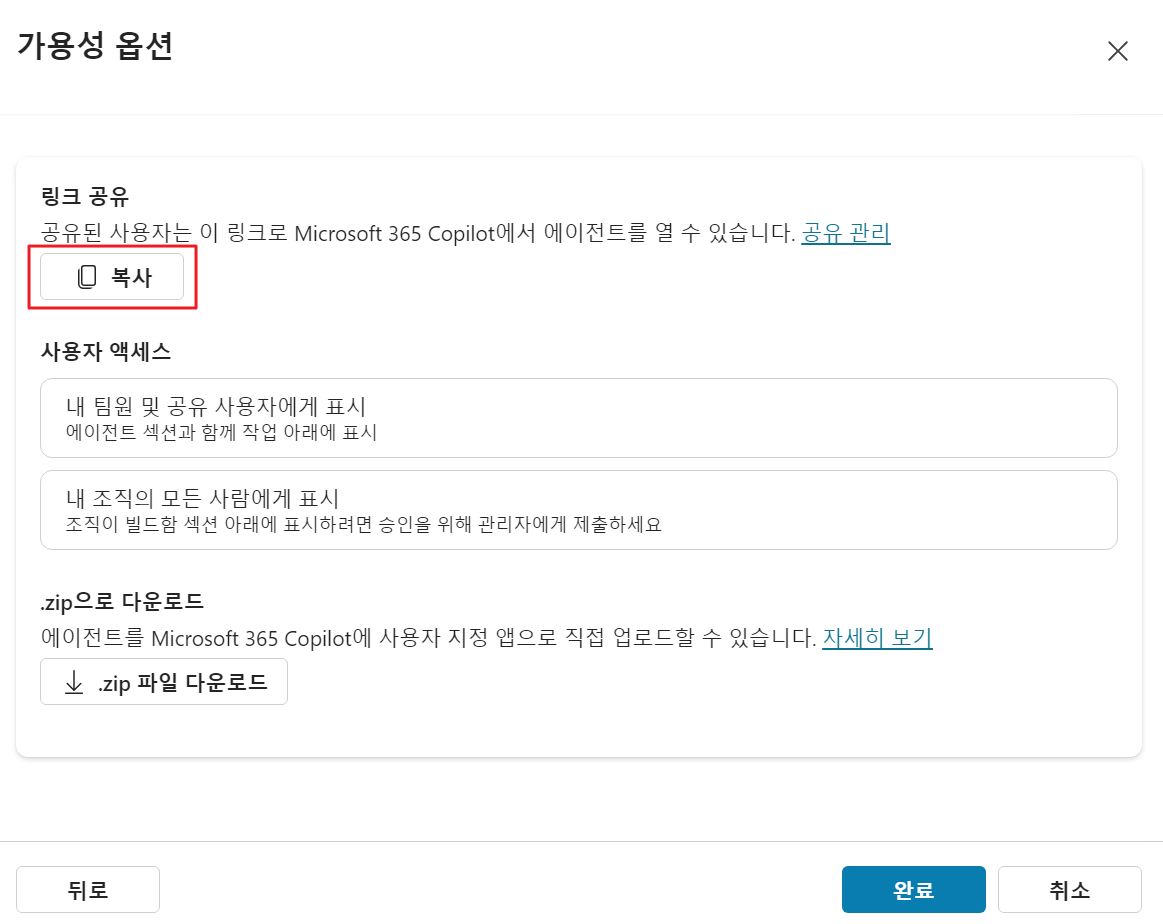 가용성 옵션
링크 공유
공유된 사용자는 이 링크로 Microsoft 365 Copilot에서 에이전트를 열 수 있습니다. 공유 관리
복사
사용자 액세스
내 팀원 및 공유 사용자에게 표시
에이전트 섹션과 함께 작업 아래에 표시
내 조직의 모든 사람에게 표시
조직이 빌드함 섹션 아래에 표시하려면 승인을 위해 관리자에게 제출하세요
.zip으로 다운로드
에이전트를 Microsoft 365 Copilot에 사용자 지정 앱으로 직접 업로드할 수 있습니다. 자세히 보기
.zip 파일 다운로드
뒤로
완료
취소